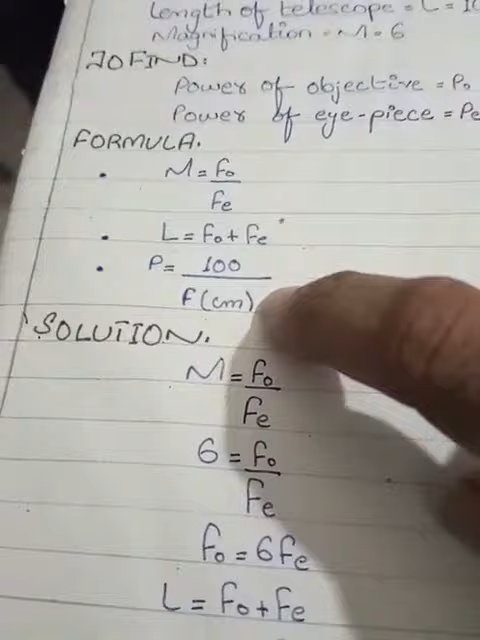 Length of telescope = L = 10
Magnification = M = 6
TO FIND:
Power of objective = Po
Power of eye-piece = Pe
FORMULA.
• M = fo
fe
• L = fo + fe
• P = 100
f(cm)
SOLUTION.
M = fo
fe
6 = fo
fe
fo = 6fe
L = fo + fe